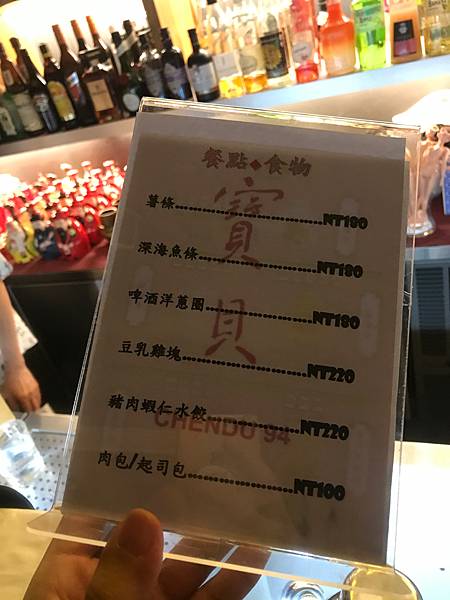 餐點◆食物
薯條........................NT180
深海魚條........................NT180
啤酒洋蔥圈........................NT180
豆乳雞塊........................NT220
豬肉蝦仁水餃........................NT220
肉包/起司包........................NT100
寶貝
CHENDU 94